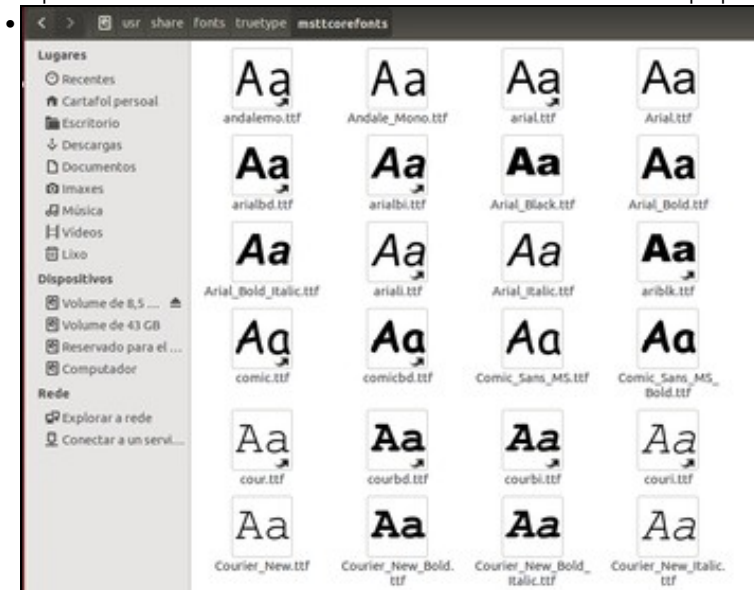 usr share fonts truetype msttcorefonts
Lugares
Recentes
Cartafol persoal
Escritorio
Descargas
Documentos
Imaxes
Música
Vídeos
Lixo
Dispositivos
Volume de 8,5 ...
Volume de 43 GB
Reservado para el ...
Computador
Rede
Explorar a rede
Conectar a un servi...
Aa Aa Aa Aa
andalemo.ttf Andale_Mono.ttf arial.ttf Arial.ttf
Aa Aa Aa Aa
arialbd.ttf arialbi.ttf Arial_Black.ttf Arial_Bold.ttf
Aa Aa Aa Aa
Arial_Bold_Italic.ttf ariali.ttf Arial_Italic.ttf ariblk.ttf
Aa Aa Aa Aa
comic.ttf comicbd.ttf Comic_Sans_MS.ttf Comic_Sans_MS_
Bold.ttf
Aa Aa Aa Aa
cour.ttf courbd.ttf courbi.ttf couri.ttf
Aa Aa Aa Aa
Courier_New.ttf Courier_New_Bold. Courier_New_Bold_ Courier_New_Italic.
ttf Italic.ttf ttf